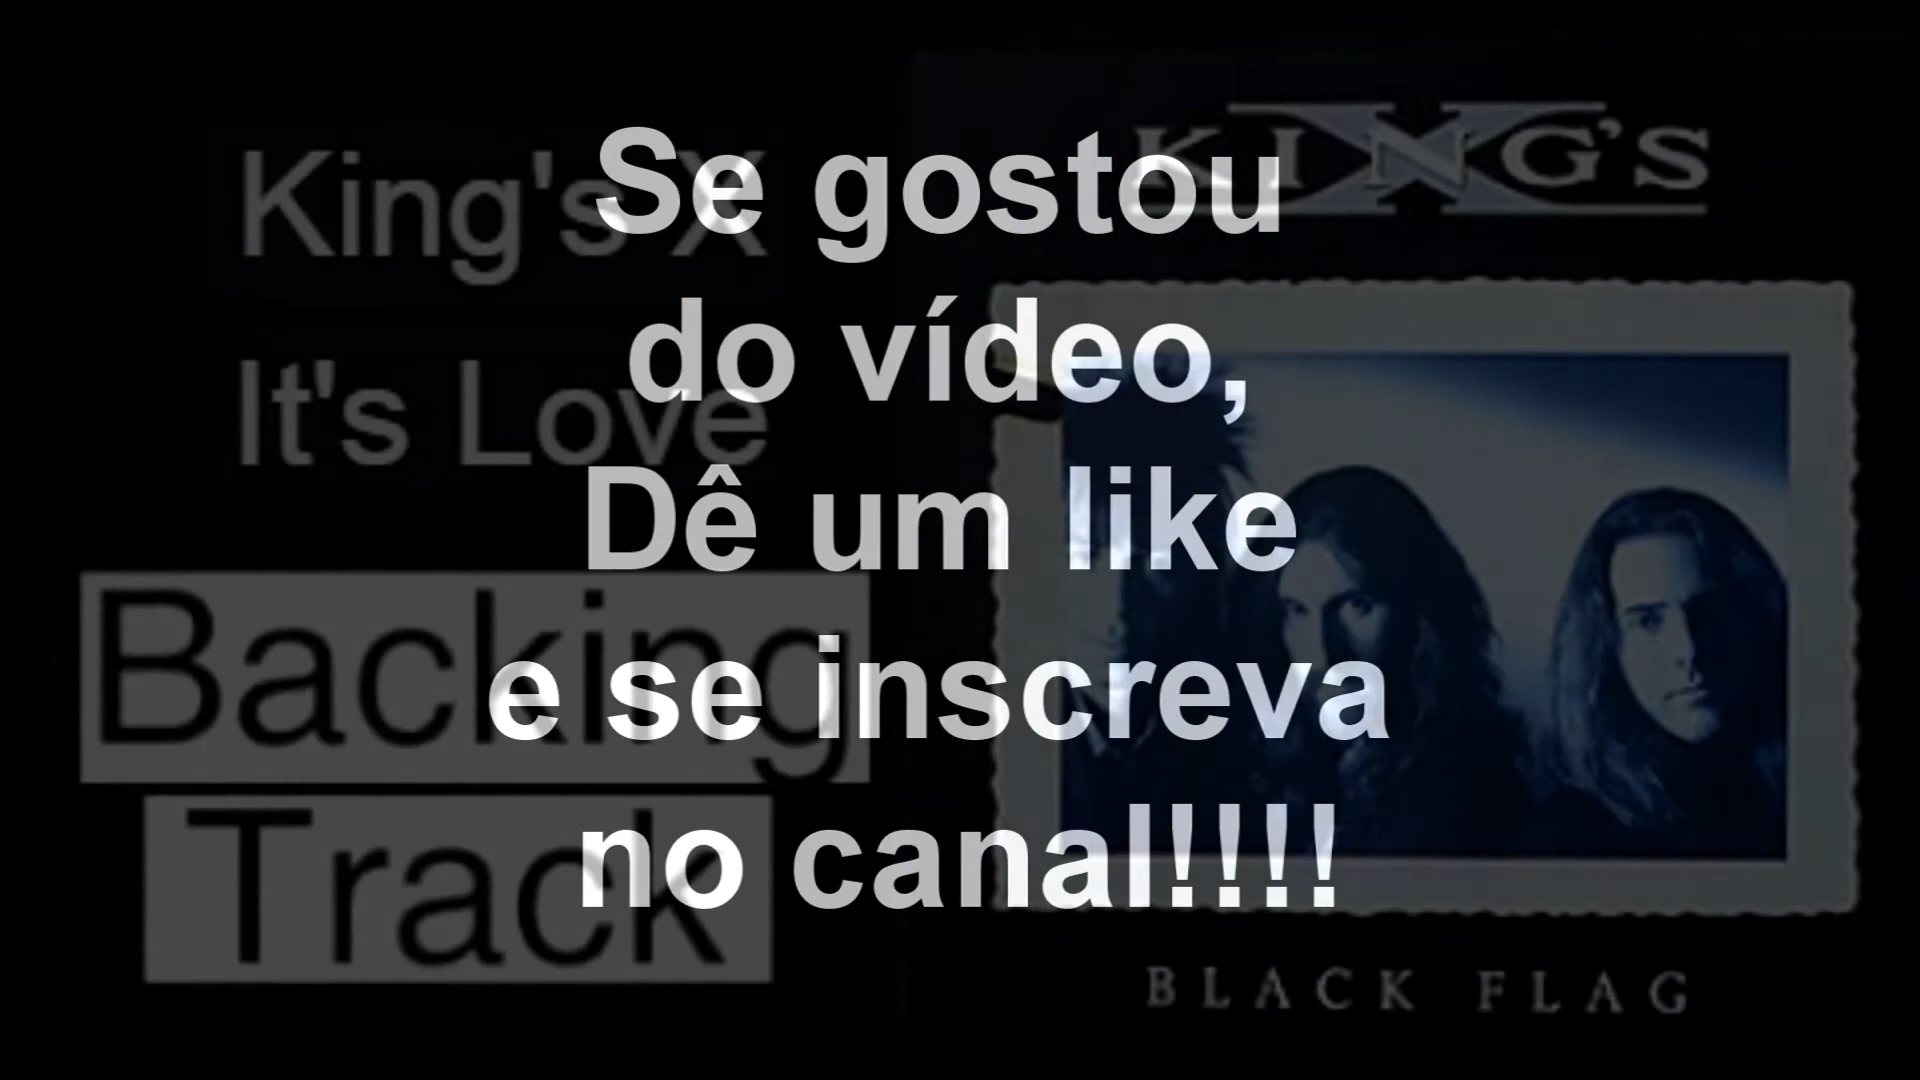 Se gostou
do vídeo,
Dê um like
e se inscreva
no canal!!!!
King's X
It's Love
Backing
Track
KING'S X
BLACK FLAG